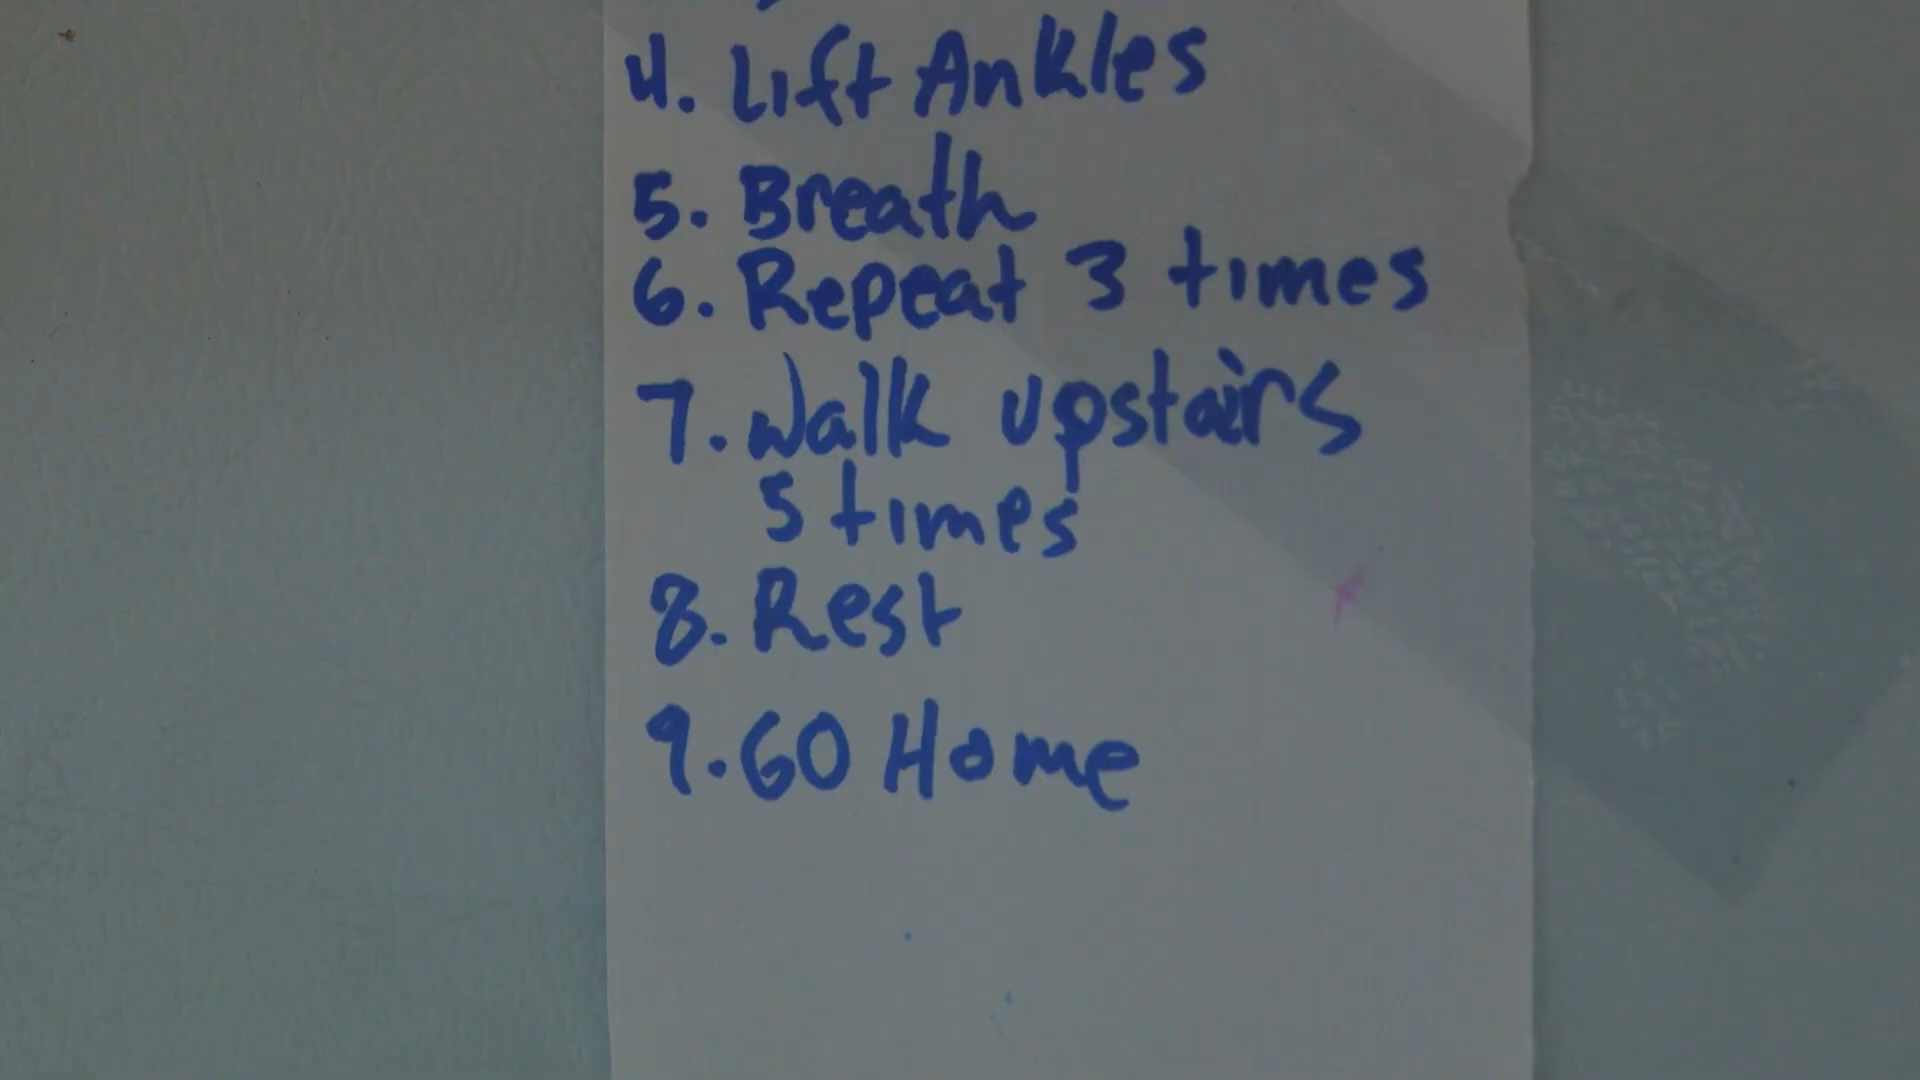 4. Lift Ankles
5. Breath
6. Repeat 3 times
7. Walk upstairs
5 times
8. Rest
9. GO Home